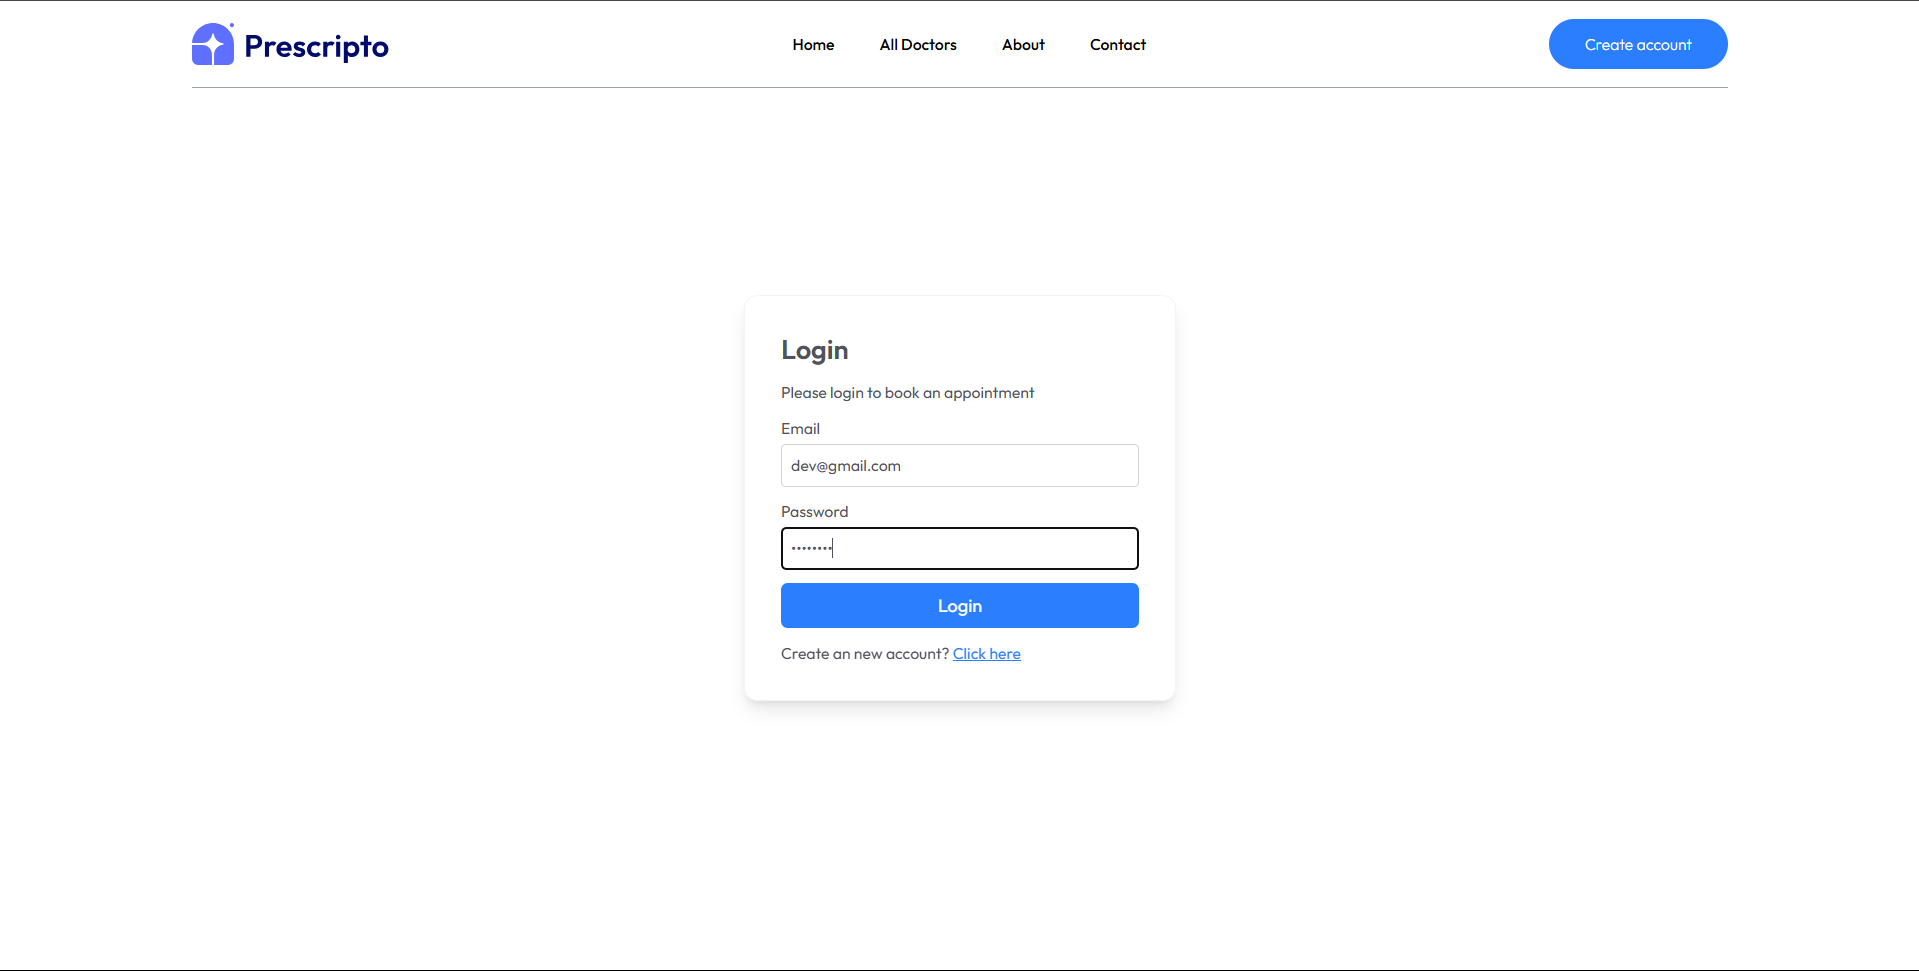 Prescripto
Home All Doctors About Contact
Create account
Login
Please login to book an appointment
Email
dev@gmail.com
Password
••••••••
Login
Create an new account? Click here